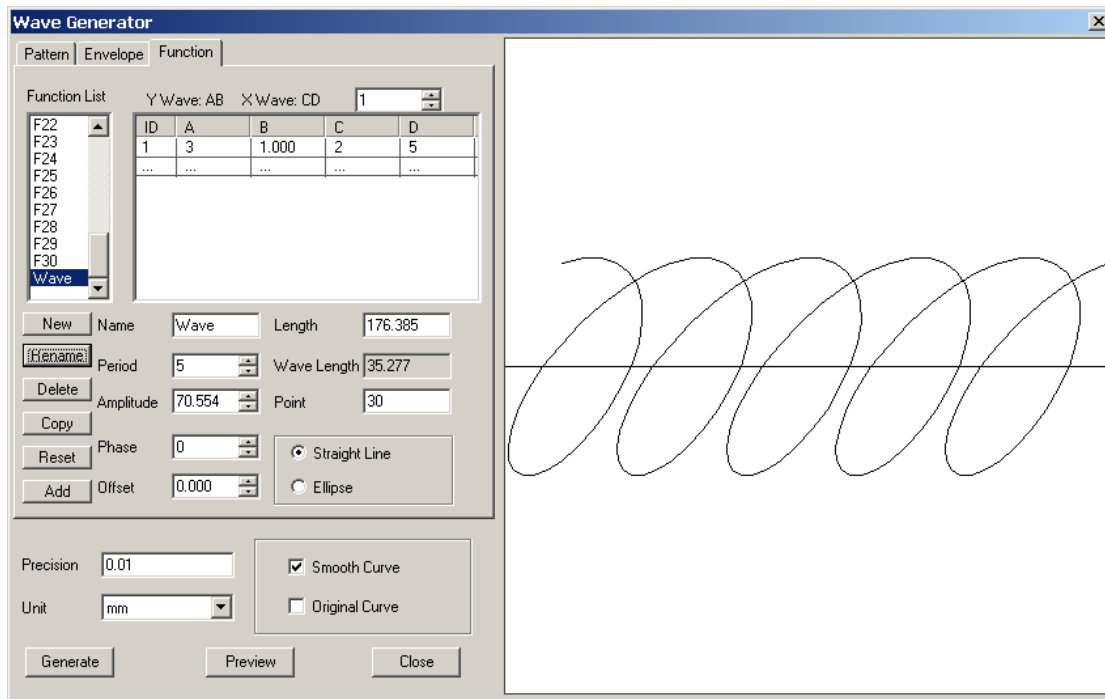 Wave Generator
Pattern Envelope Function
Function List Y Wave: AB X Wave: CD 1
F22
F23
F24
F25
F26
F27
F28
F29
F30
Wave
ID A B C D
1 3 1.000 2 5
... ... ... ... ...
New Name Wave Length 176.385
Rename Period 5 Wave Length 35.277
Delete Amplitude 70.554 Point 30
Copy
Reset Phase 0 Straight Line
Add Offset 0.000 Ellipse
Precision 0.01 Smooth Curve
Unit mm Original Curve
Generate Preview Close